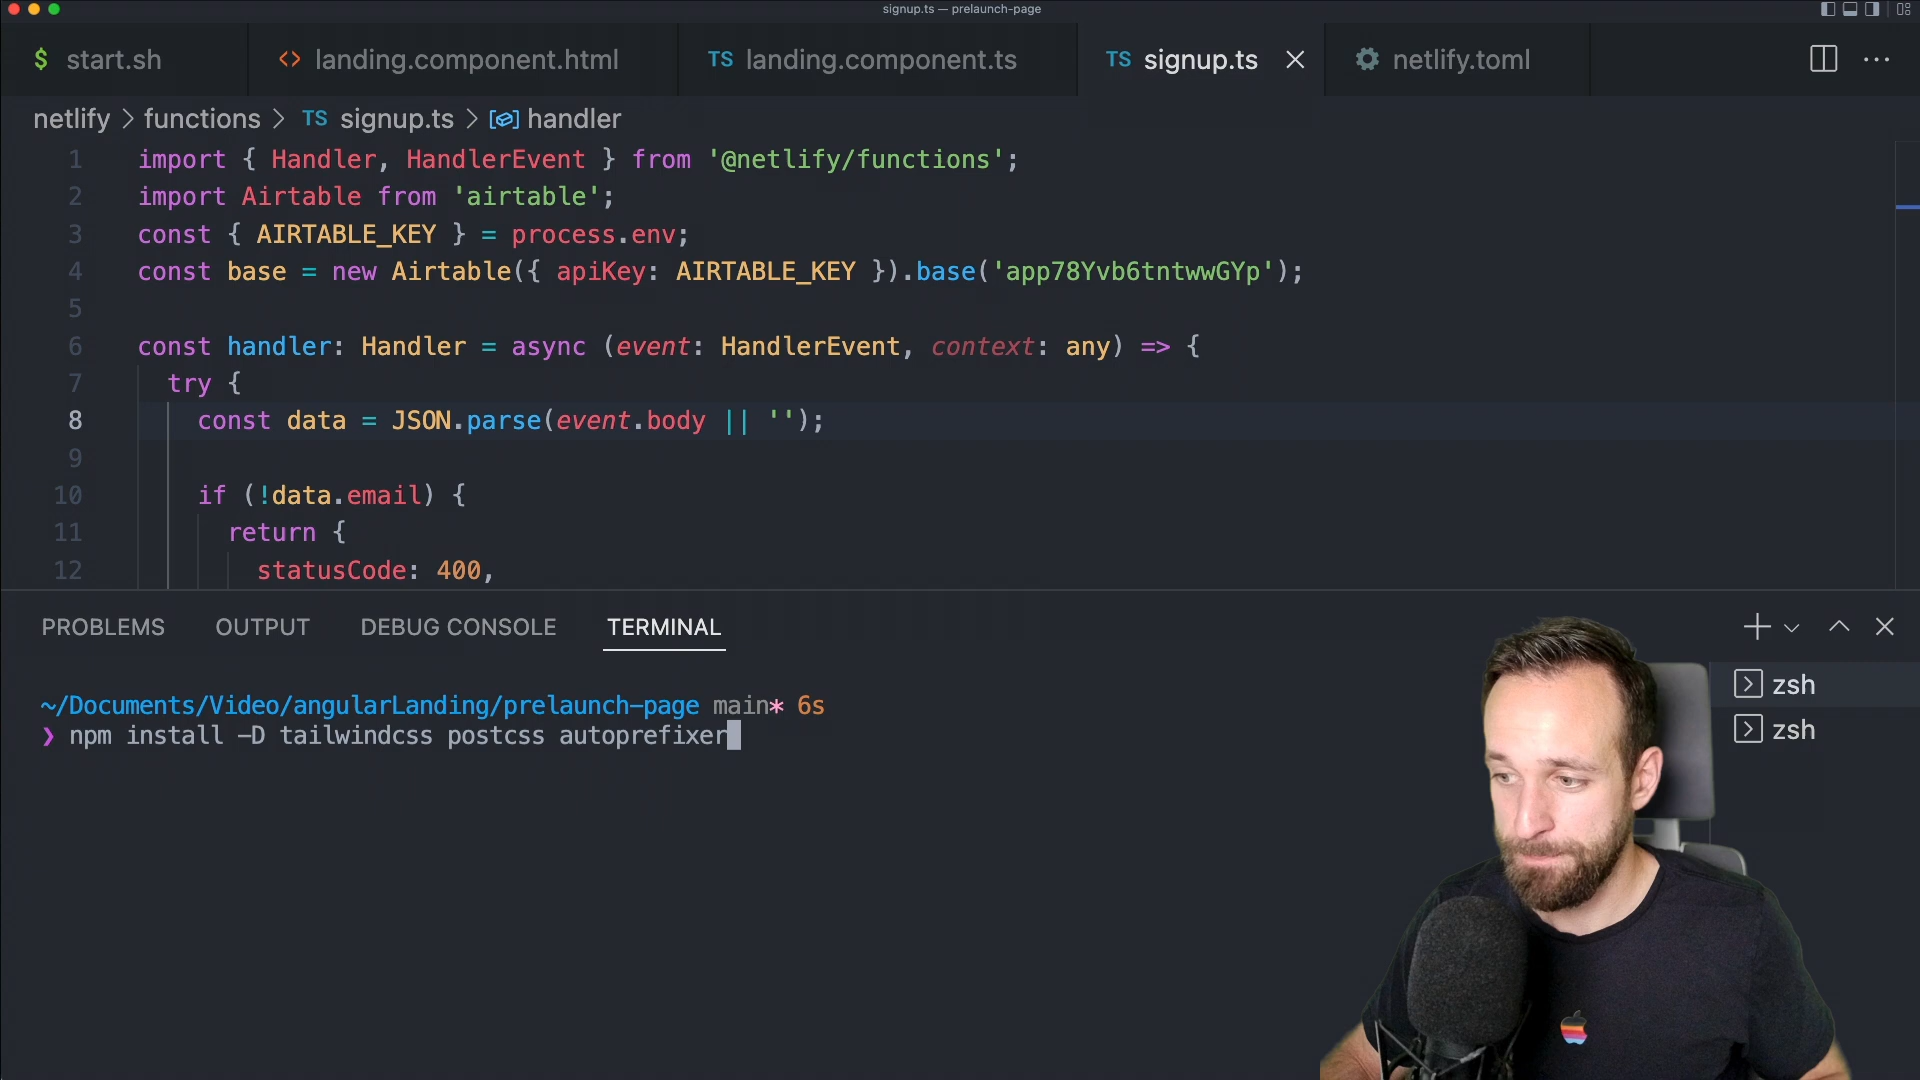 signup.ts — prelaunch-page
$ start.sh
<> landing.component.html
TS landing.component.ts
TS signup.ts
netlify.toml
netlify > functions > TS signup.ts > handler
1 import { Handler, HandlerEvent } from '@netlify/functions';
2 import Airtable from 'airtable';
3 const { AIRTABLE_KEY } = process.env;
4 const base = new Airtable({ apiKey: AIRTABLE_KEY }).base('app78Yvb6tntwwGYp');
5
6 const handler: Handler = async (event: HandlerEvent, context: any) => {
7 try {
8 const data = JSON.parse(event.body || '');
9
10 if (!data.email) {
11 return {
12 statusCode: 400,
PROBLEMS OUTPUT DEBUG CONSOLE TERMINAL
~/Documents/Video/angularLanding/prelaunch-page main* 6s
❯ npm install -D tailwindcss postcss autoprefixer
zsh
zsh